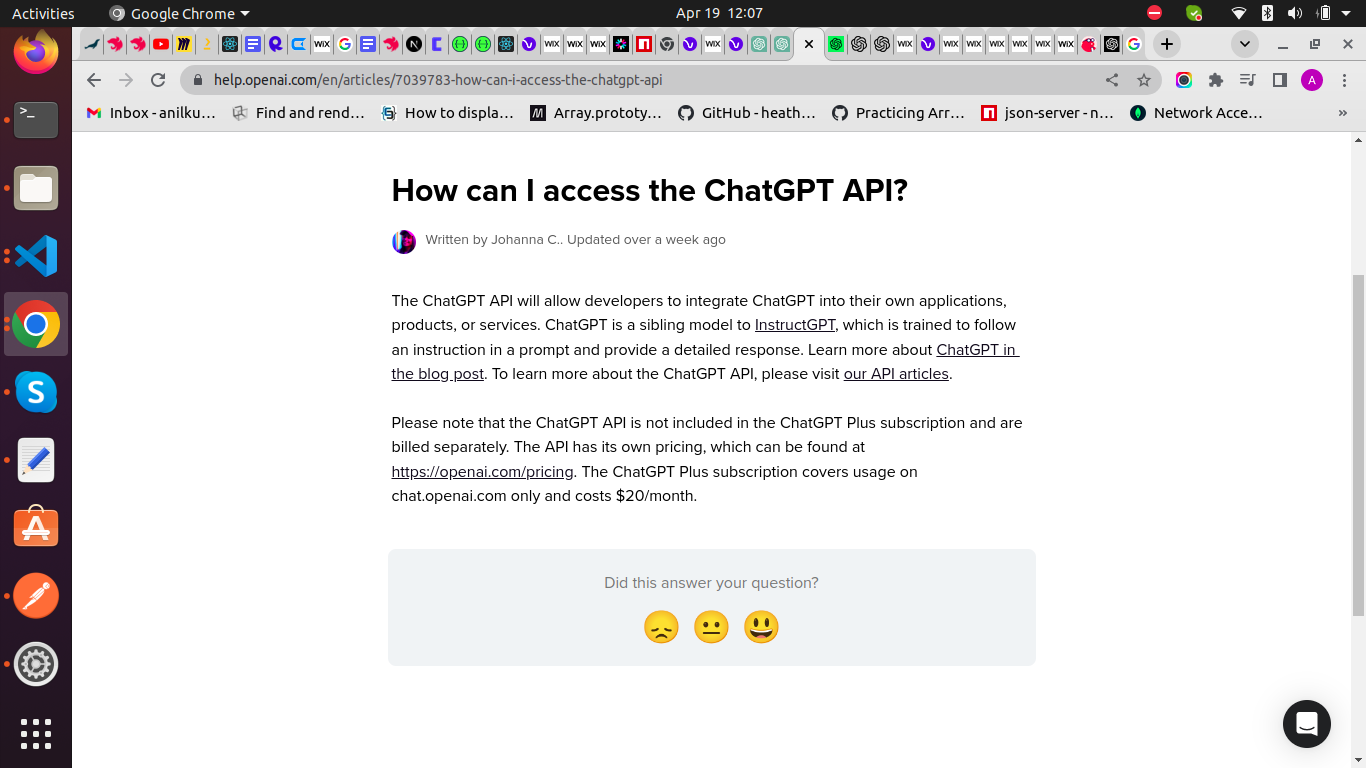 Activities
Google Chrome
Apr 19 12:07
help.openai.com/en/articles/7039783-how-can-i-access-the-chatgpt-api
A
Inbox - anilku…
Find and rend…
How to displa…
Array.prototy…
GitHub - heath…
Practicing Arr…
json-server - n…
Network Acce…
»
How can I access the ChatGPT API?
Written by Johanna C.. Updated over a week ago
The ChatGPT API will allow developers to integrate ChatGPT into their own applications,
products, or services. ChatGPT is a sibling model to InstructGPT, which is trained to follow
an instruction in a prompt and provide a detailed response. Learn more about ChatGPT in
the blog post. To learn more about the ChatGPT API, please visit our API articles.
Please note that the ChatGPT API is not included in the ChatGPT Plus subscription and are
billed separately. The API has its own pricing, which can be found at
https://openai.com/pricing. The ChatGPT Plus subscription covers usage on
chat.openai.com only and costs $20/month.
Did this answer your question?